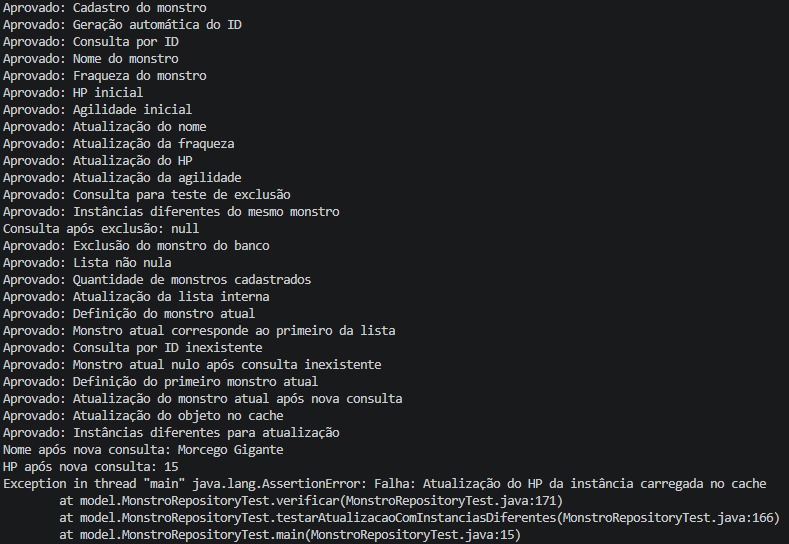 Aprovado: Cadastro do monstro
Aprovado: Geração automática do ID
Aprovado: Consulta por ID
Aprovado: Nome do monstro
Aprovado: Fraqueza do monstro
Aprovado: HP inicial
Aprovado: Agilidade inicial
Aprovado: Atualização do nome
Aprovado: Atualização da fraqueza
Aprovado: Atualização do HP
Aprovado: Atualização da agilidade
Aprovado: Consulta para teste de exclusão
Aprovado: Instâncias diferentes do mesmo monstro
Consulta após exclusão: null
Aprovado: Exclusão do monstro do banco
Aprovado: Lista não nula
Aprovado: Quantidade de monstros cadastrados
Aprovado: Atualização da lista interna
Aprovado: Definição do monstro atual
Aprovado: Monstro atual corresponde ao primeiro da lista
Aprovado: Consulta por ID inexistente
Aprovado: Monstro atual nulo após consulta inexistente
Aprovado: Definição do primeiro monstro atual
Aprovado: Atualização do monstro atual após nova consulta
Aprovado: Atualização do objeto no cache
Aprovado: Instâncias diferentes para atualização
Nome após nova consulta: Morcego Gigante
HP após nova consulta: 15
Exception in thread "main" java.lang.AssertionError: Falha: Atualização do HP da instância carregada no cache
at model.MonstroRepositoryTest.verificar(MonstroRepositoryTest.java:171)
at model.MonstroRepositoryTest.testarAtualizacaoComInstanciasDiferentes(MonstroRepositoryTest.java:166)
at model.MonstroRepositoryTest.main(MonstroRepositoryTest.java:15)